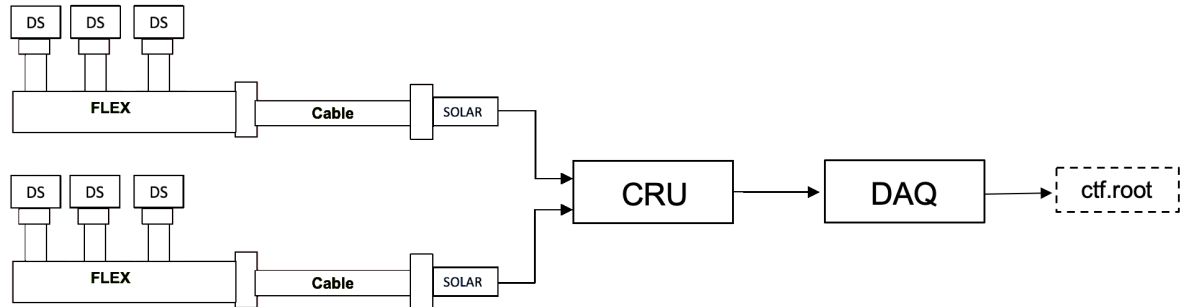 DS DS DS
FLEX
Cable
SOLAR
CRU
DAQ
ctf.root
DS DS DS
FLEX
Cable
SOLAR